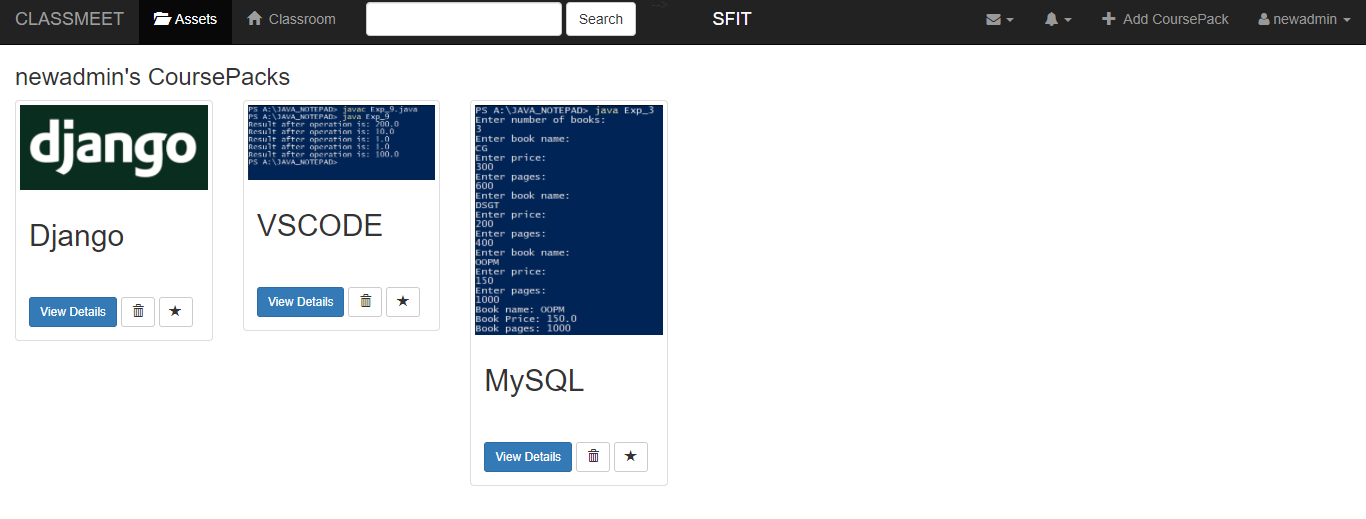 CLASSMEET Assets Classroom Search SFIT Add CoursePack newadmin
newadmin's CoursePacks
django
Django
View Details
PS A:\JAVA_NOTEPAD> javac Exp_9.java
PS A:\JAVA_NOTEPAD> java Exp_9
Result after operation is: 200.0
Result after operation is: 10.0
Result after operation is: 1.0
Result after operation is: 1.0
Result after operation is: 100.0
PS A:\JAVA_NOTEPAD>
VSCODE
View Details
PS A:\JAVA_NOTEPAD> java Exp_3
Enter number of books:
3
Enter book name:
CG
Enter price:
300
Enter pages:
600
Enter book name:
DSGT
Enter price:
200
Enter pages:
400
Enter book name:
OOPM
Enter price:
150
Enter pages:
1000
Book name: OOPM
Book Price: 150.0
Book pages: 1000
MySQL
View Details